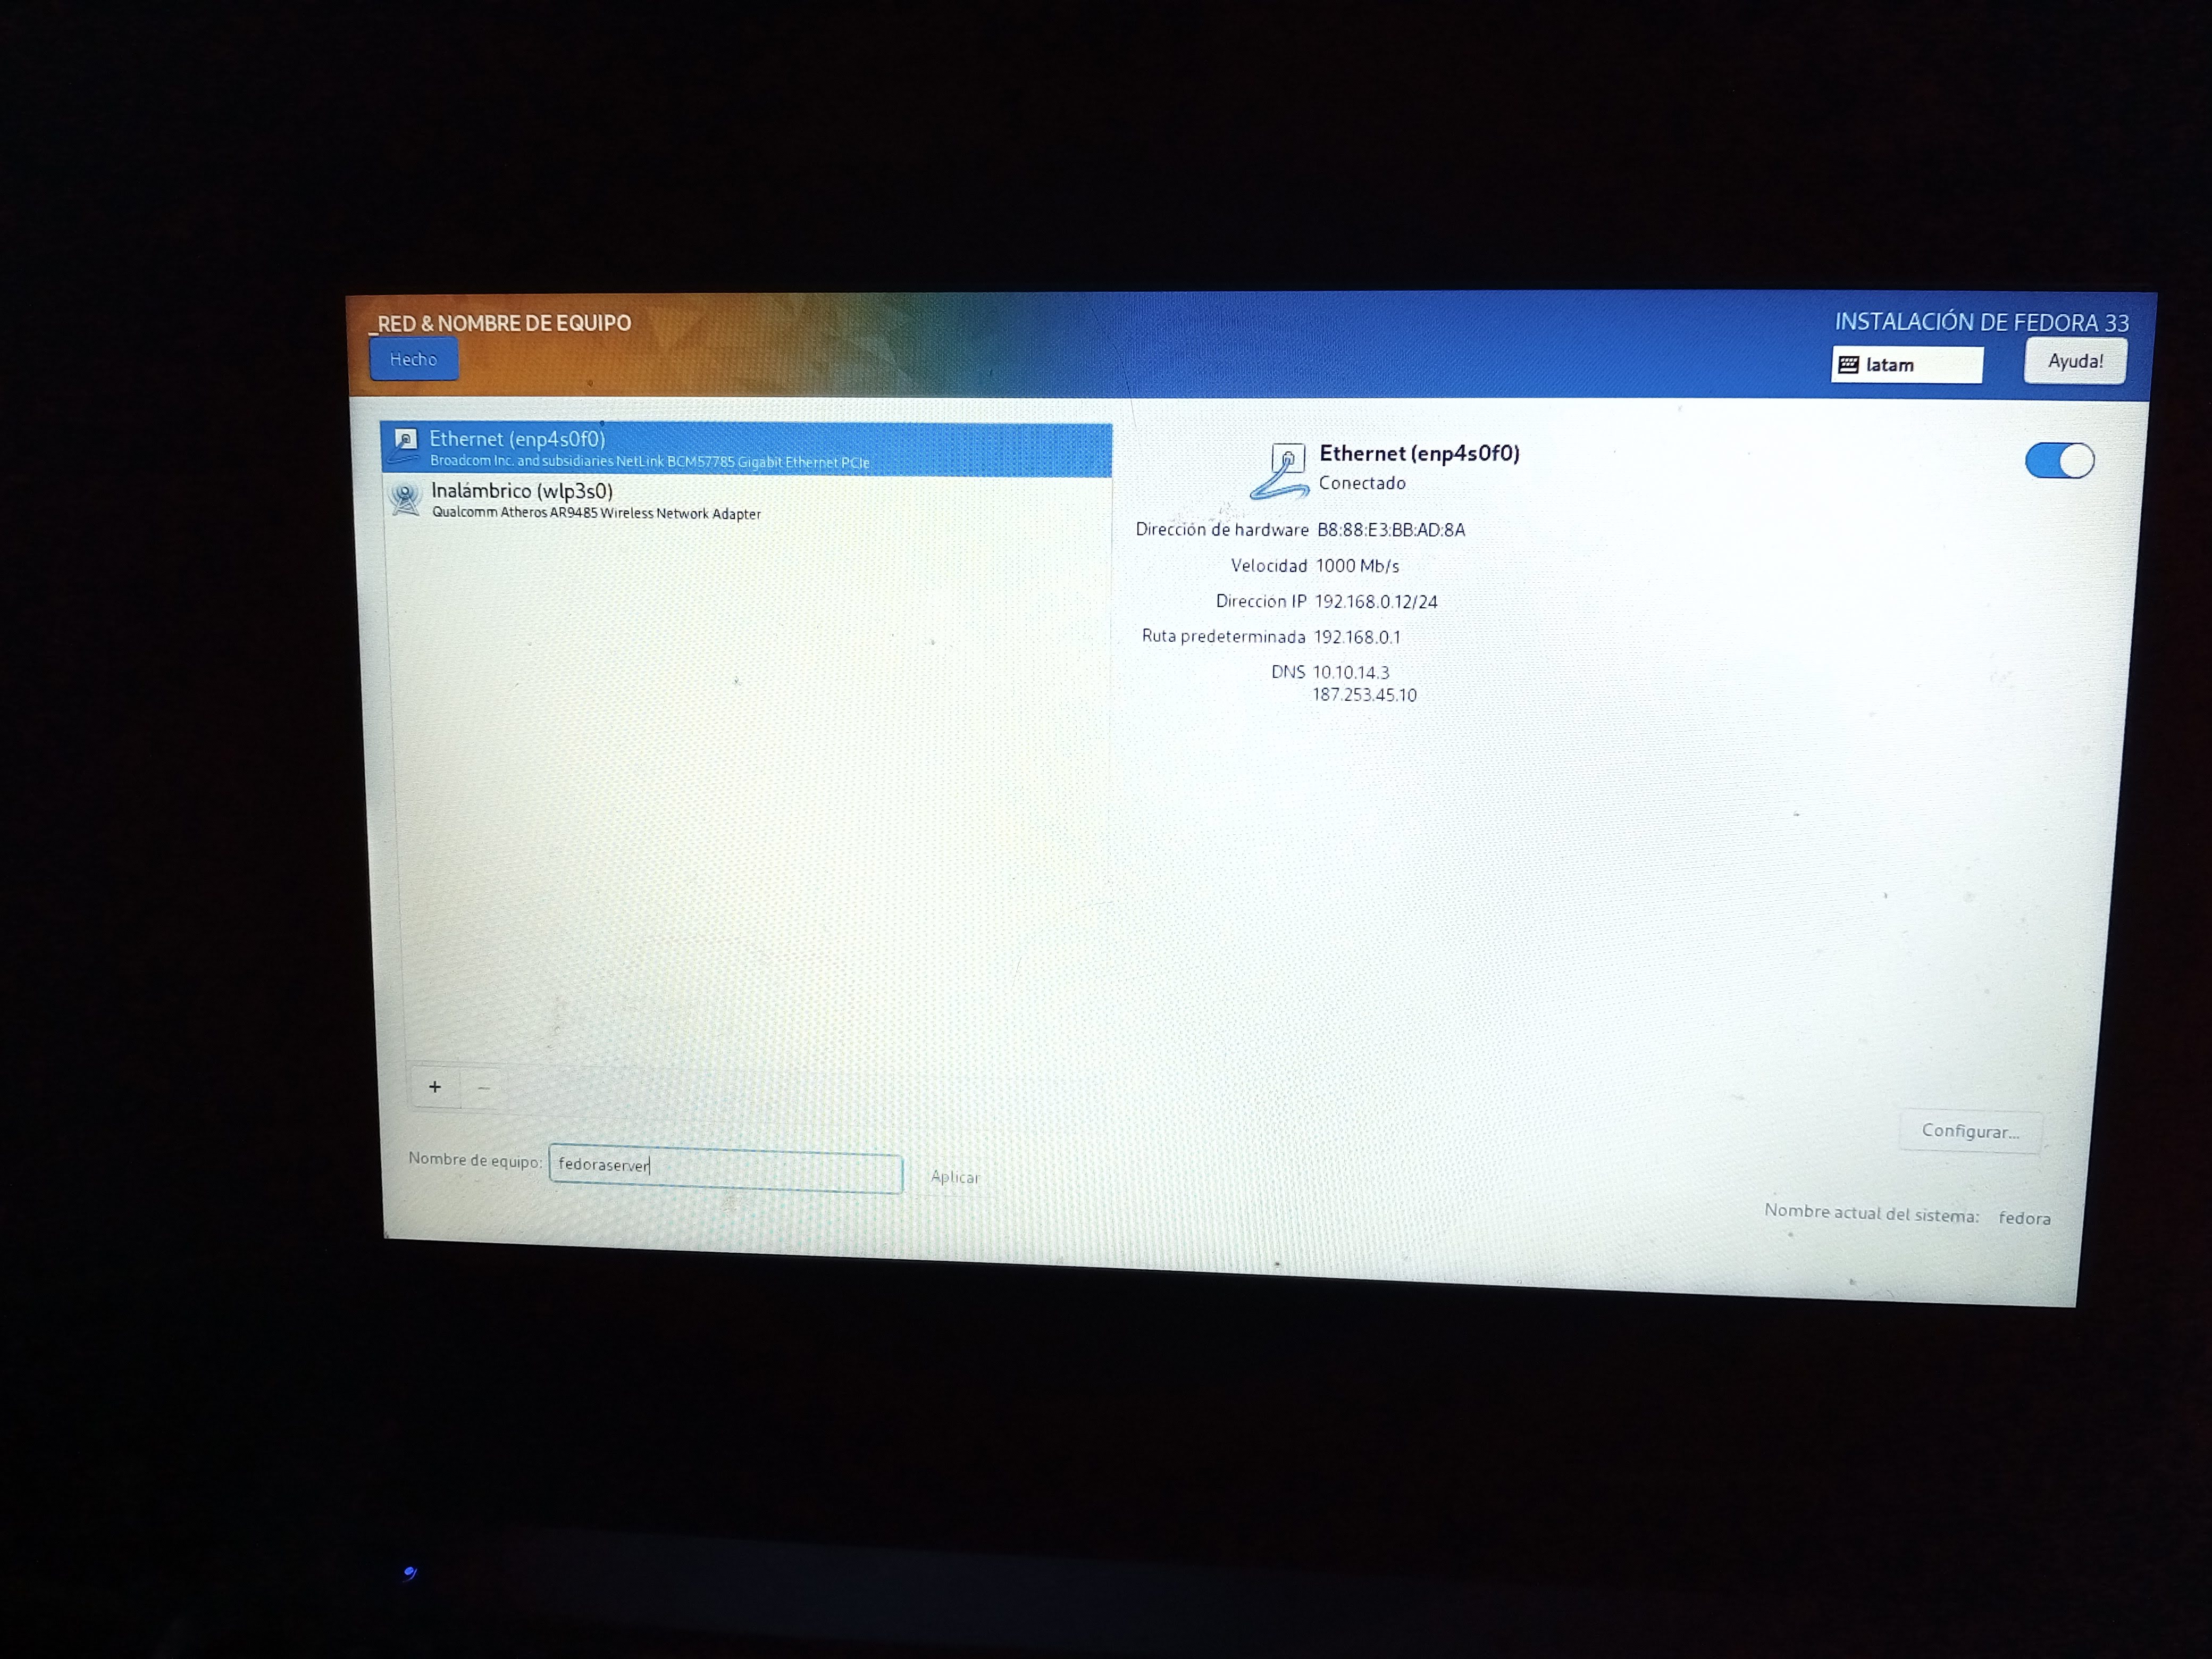 _RED & NOMBRE DE EQUIPO
INSTALACIÓN DE FEDORA 33
Hecho
latam
Ayuda!
Ethernet (enp4s0f0)
Broadcom Inc. and subsidiaries NetLink BCM57785 Gigabit Ethernet PCIe
Inalámbrico (wlp3s0)
Qualcomm Atheros AR9485 Wireless Network Adapter
Ethernet (enp4s0f0)
Conectado
Dirección de hardware B8:88:E3:BB:AD:8A
Velocidad 1000 Mb/s
Dirección IP 192.168.0.12/24
Ruta predeterminada 192.168.0.1
DNS 10.10.14.3
187.253.45.10
+ −
Configurar...
Nombre de equipo: fedoraserver
Aplicar
Nombre actual del sistema: fedora